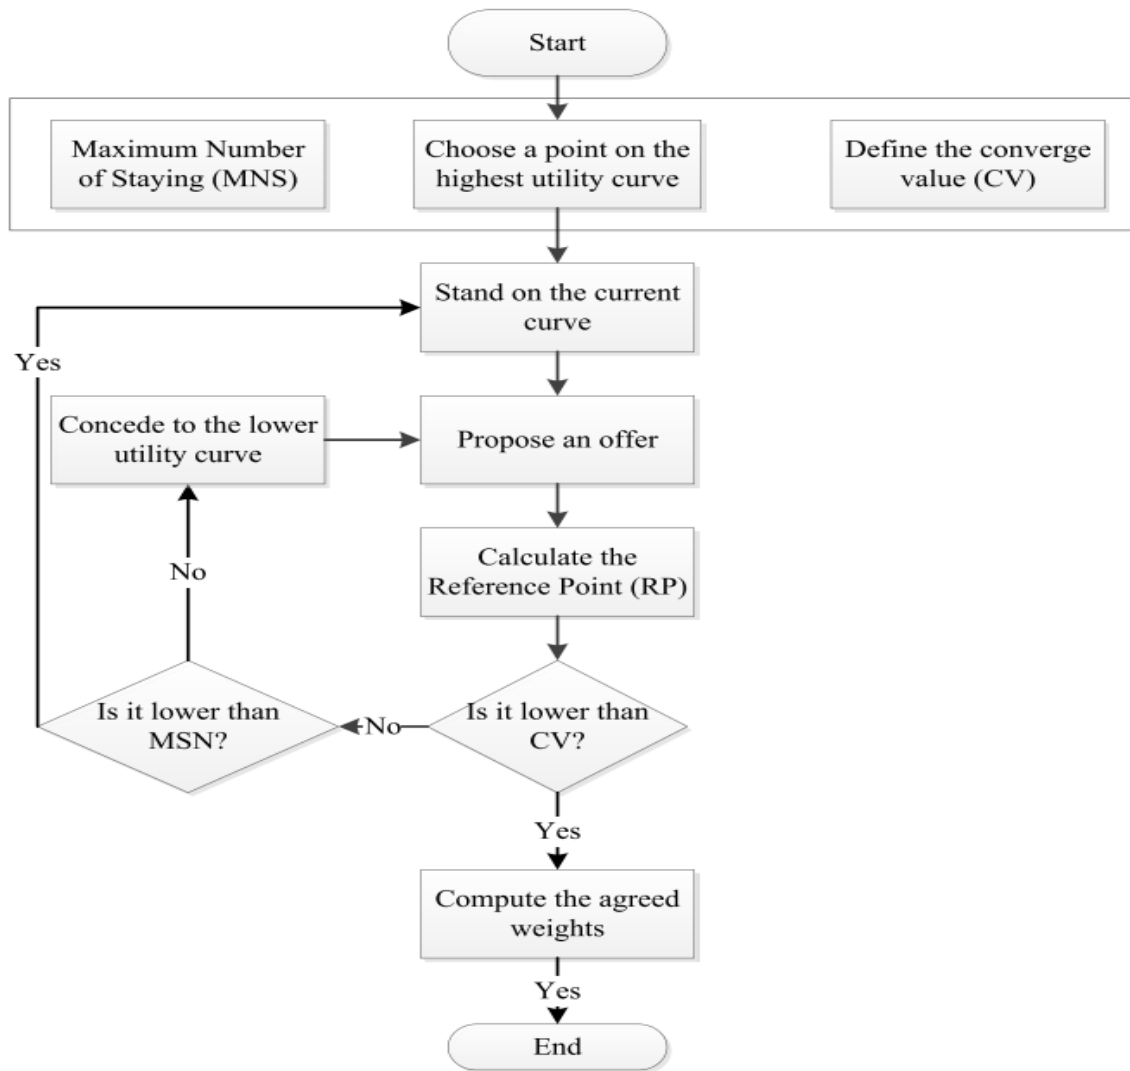 Start
Maximum Number
of Staying (MNS)
Choose a point on the
highest utility curve
Define the converge
value (CV)
Stand on the current
curve
Yes
Concede to the lower
utility curve
Propose an offer
Calculate the
Reference Point (RP)
No
Is it lower than
MSN?
No
Is it lower than
CV?
Yes
Compute the agreed
weights
Yes
End